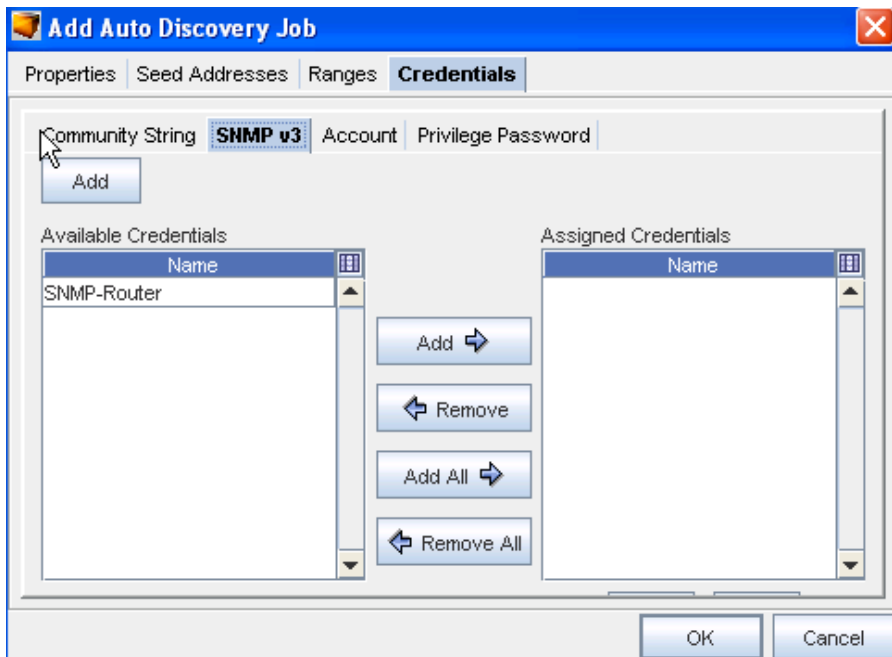 Add Auto Discovery Job
Properties Seed Addresses Ranges Credentials
Community String SNMP v3 Account Privilege Password
Add
Available Credentials Assigned Credentials
Name Name
SNMP-Router
Add
Remove
Add All
Remove All
OK Cancel